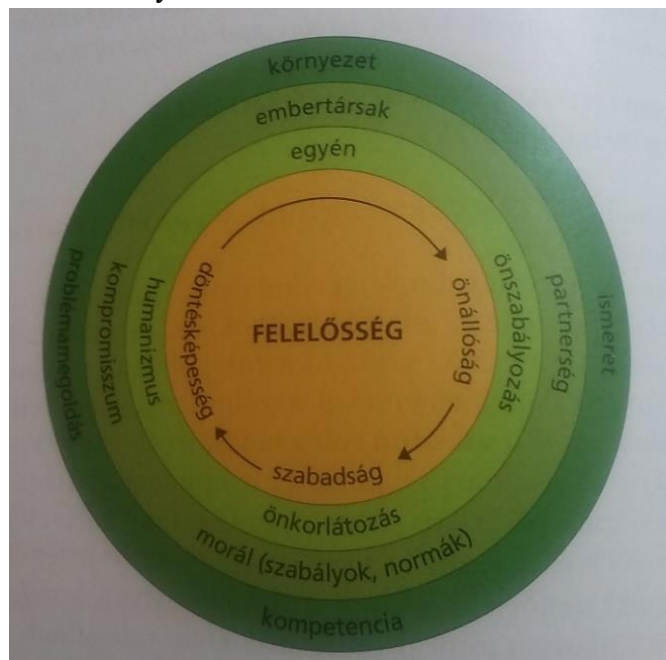 környezet
embertársak
egyén
döntésképesség
önállóság
szabadság
FELELŐSSÉG
humanizmus
önszabályozás
önkorlátozás
kompromisszum
partnerség
morál (szabályok, normák)
problémamegoldás
ismeret
kompetencia